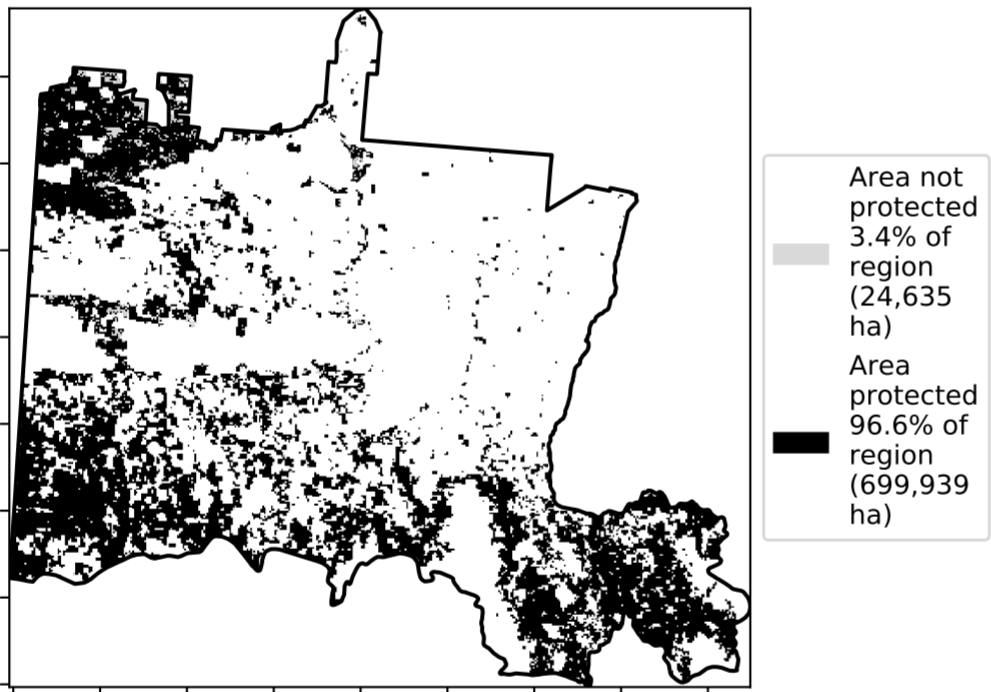 Area not
protected
3.4% of
region
(24,635
ha)
Area
protected
96.6% of
region
(699,939
ha)